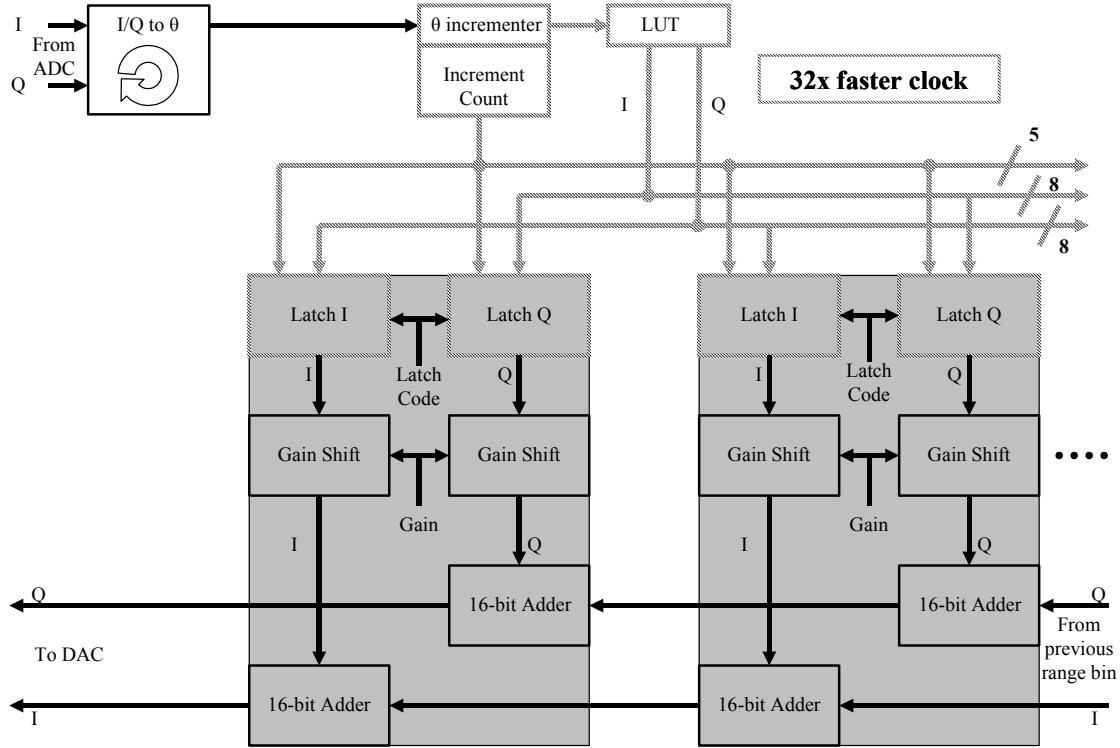 I
From
ADC
Q
I/Q to θ
θ incrementer
Increment
Count
LUT
32x faster clock
I
Q
5
8
8
Latch I
Latch Q
Latch I
Latch Q
I
Latch
Code
Q
I
Latch
Code
Q
Gain Shift
Gain Shift
Gain Shift
Gain Shift
Gain
Gain
I
Q
I
Q
Q
16-bit Adder
16-bit Adder
Q
To DAC
From
previous
range bin
I
16-bit Adder
16-bit Adder
I